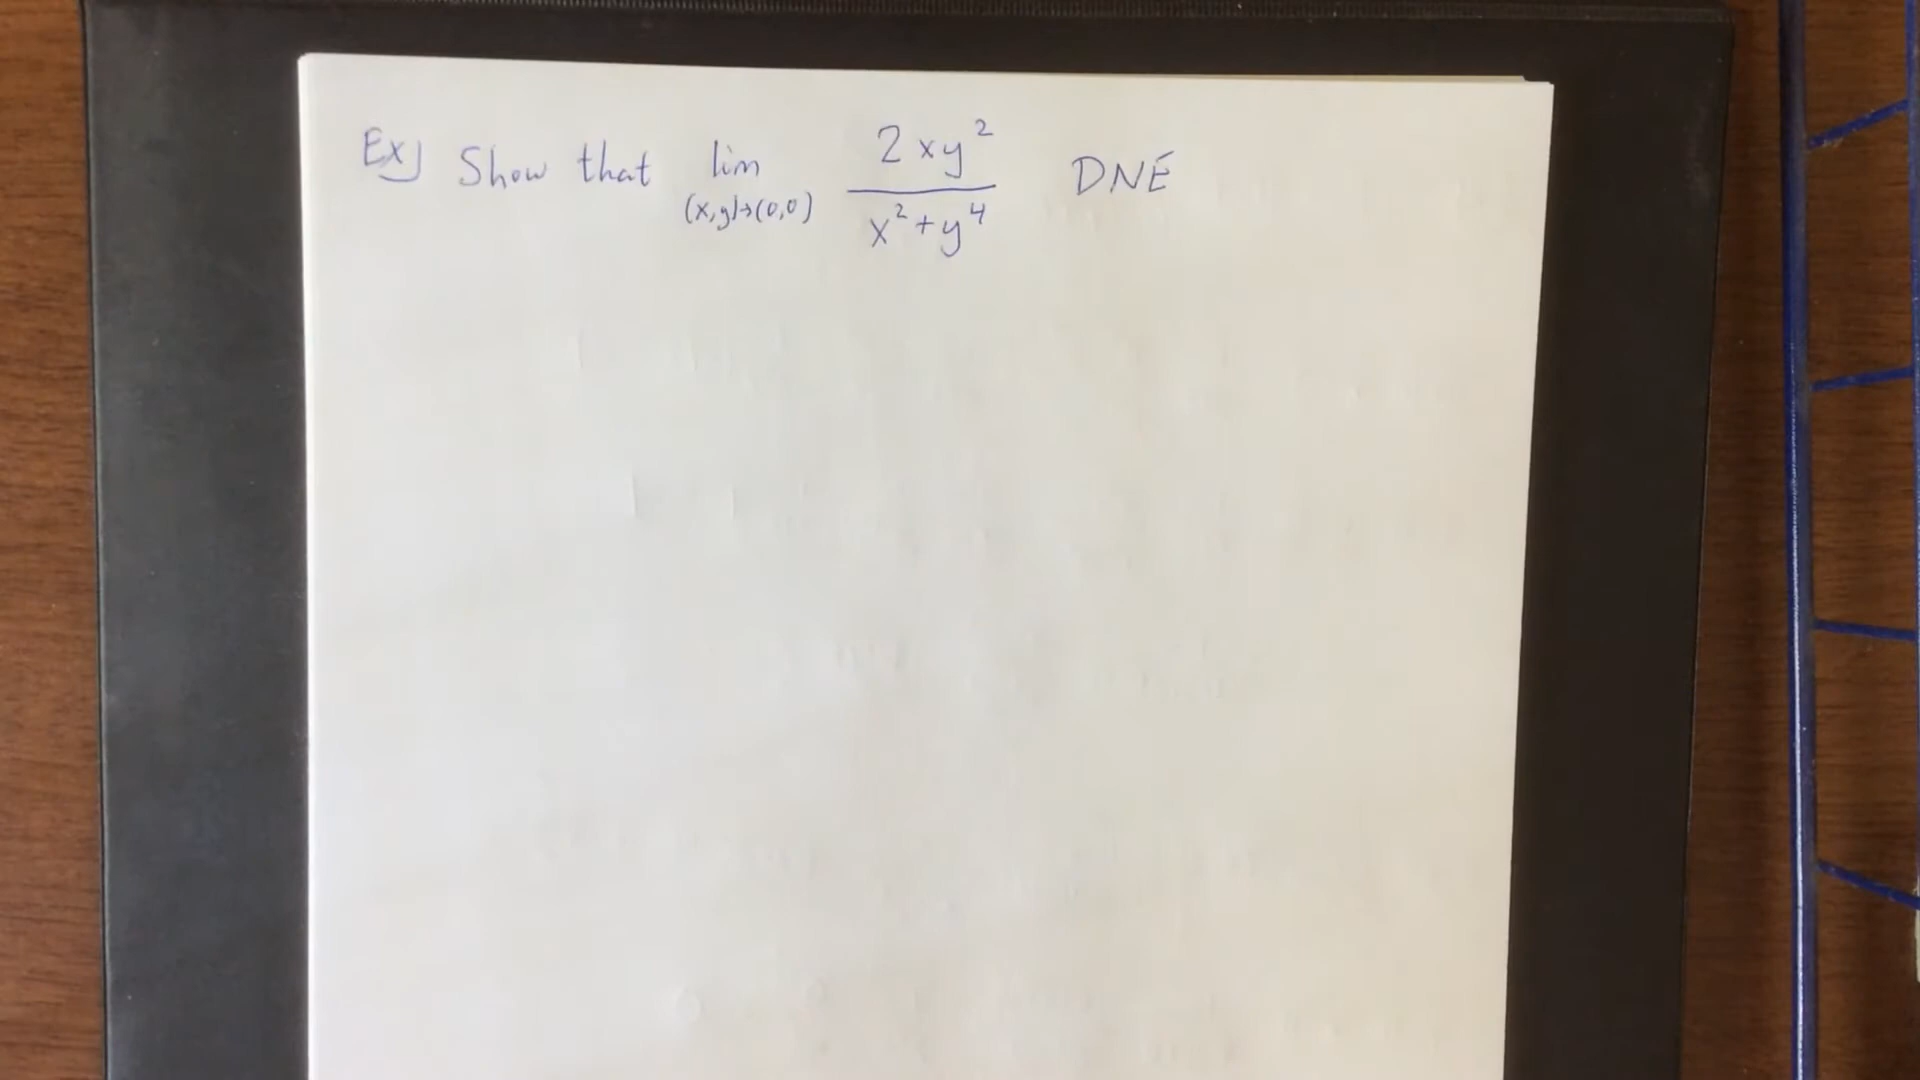 Ex) Show that lim (x,y)→(0,0) 2xy² / x²+y⁴ DNE